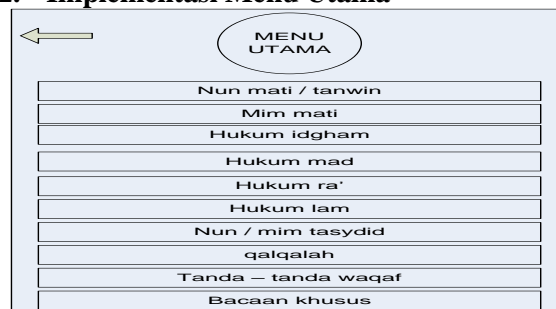 2. Implementasi Menu Utama
MENU
UTAMA
Nun mati / tanwin
Mim mati
Hukum idgham
Hukum mad
Hukum ra'
Hukum lam
Nun / mim tasydid
qalqalah
Tanda – tanda waqaf
Bacaan khusus